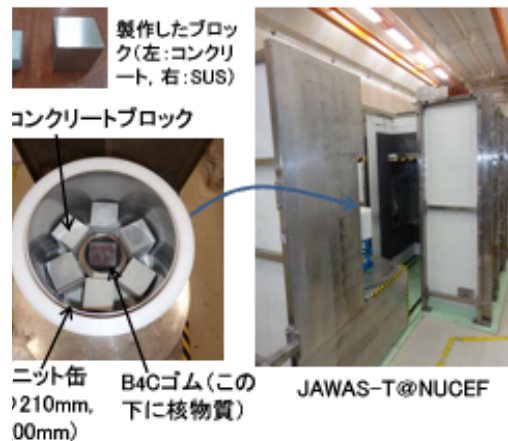 製作したブロッ
ク(左:コンクリ
ート, 右:SUS)
コンクリートブロック
ニット缶
210mm,
00mm)
B4Cゴム(この
下に核物質)
JAWAS-T@NUCEF